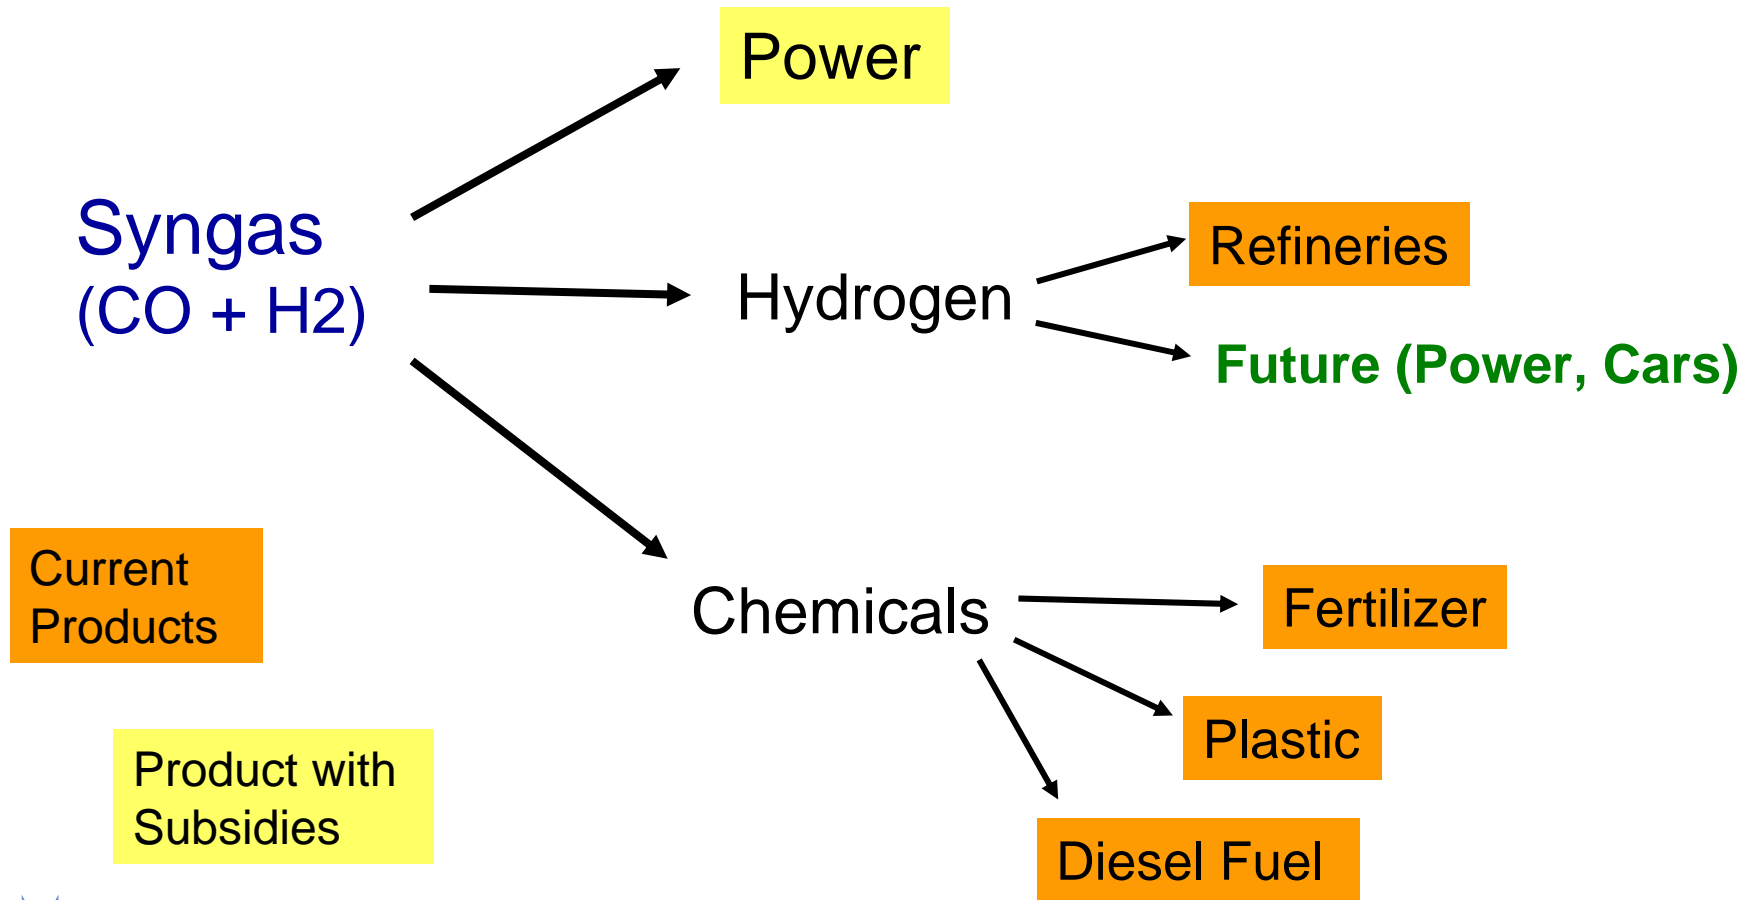 Power
Syngas
(CO + H2)
Hydrogen
Refineries
Future (Power, Cars)
Current
Products
Chemicals
Fertilizer
Plastic
Product with
Subsidies
Diesel Fuel